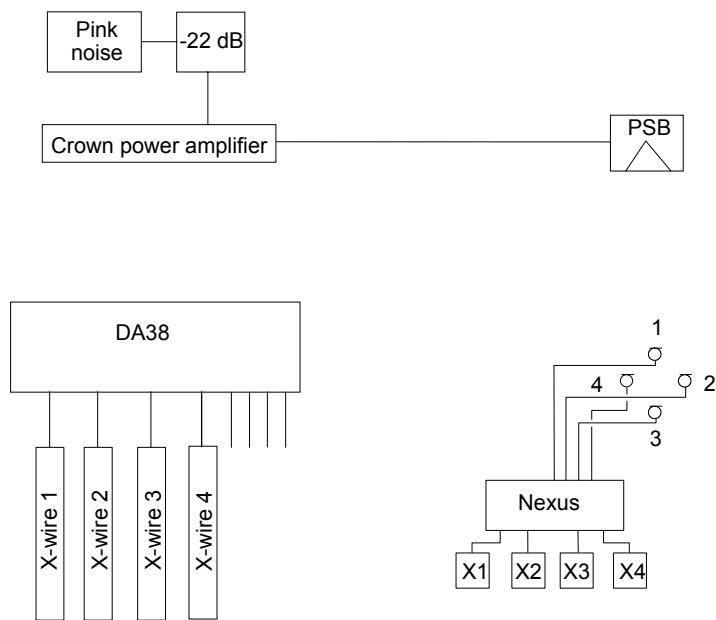 Pink
noise
-22 dB
Crown power amplifier
PSB
DA38
X-wire 1
X-wire 2
X-wire 3
X-wire 4
1
4
2
3
Nexus
X1
X2
X3
X4